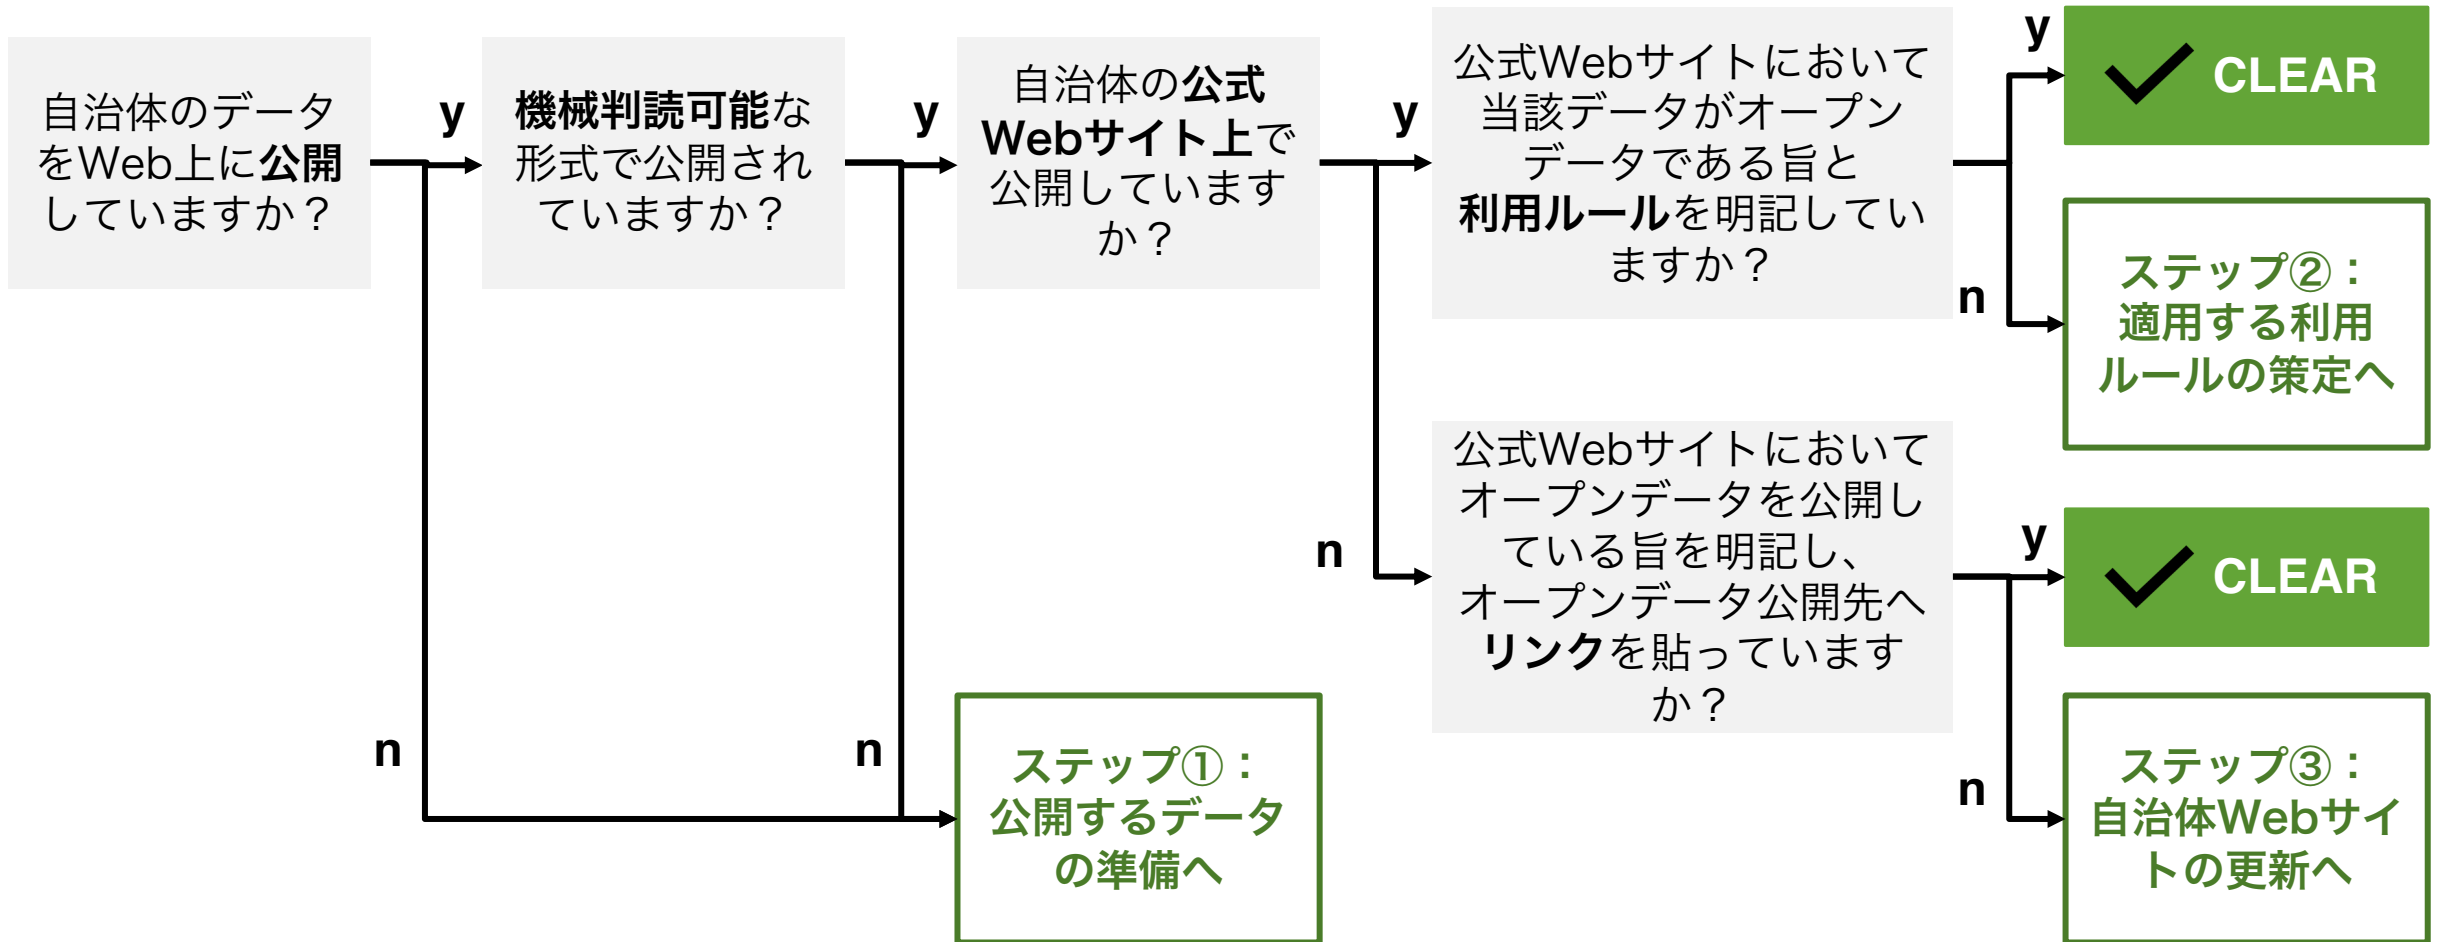 自治体のデータ
をWeb上に公開
していますか？
y
n
機械判読可能な
形式で公開され
ていますか？
y
n
自治体の公式
Webサイト上で
公開しています
か？
y
n
公式Webサイトにおいて
当該データがオープン
データである旨と
利用ルールを明記してい
ますか？
y
CLEAR
n
ステップ②：
適用する利用
ルールの策定へ
公式Webサイトにおいて
オープンデータを公開し
ている旨を明記し、
オープンデータ公開先へ
リンクを貼っています
か？
y
CLEAR
n
ステップ③：
自治体Webサイ
トの更新へ
ステップ①：
公開するデータ
の準備へ